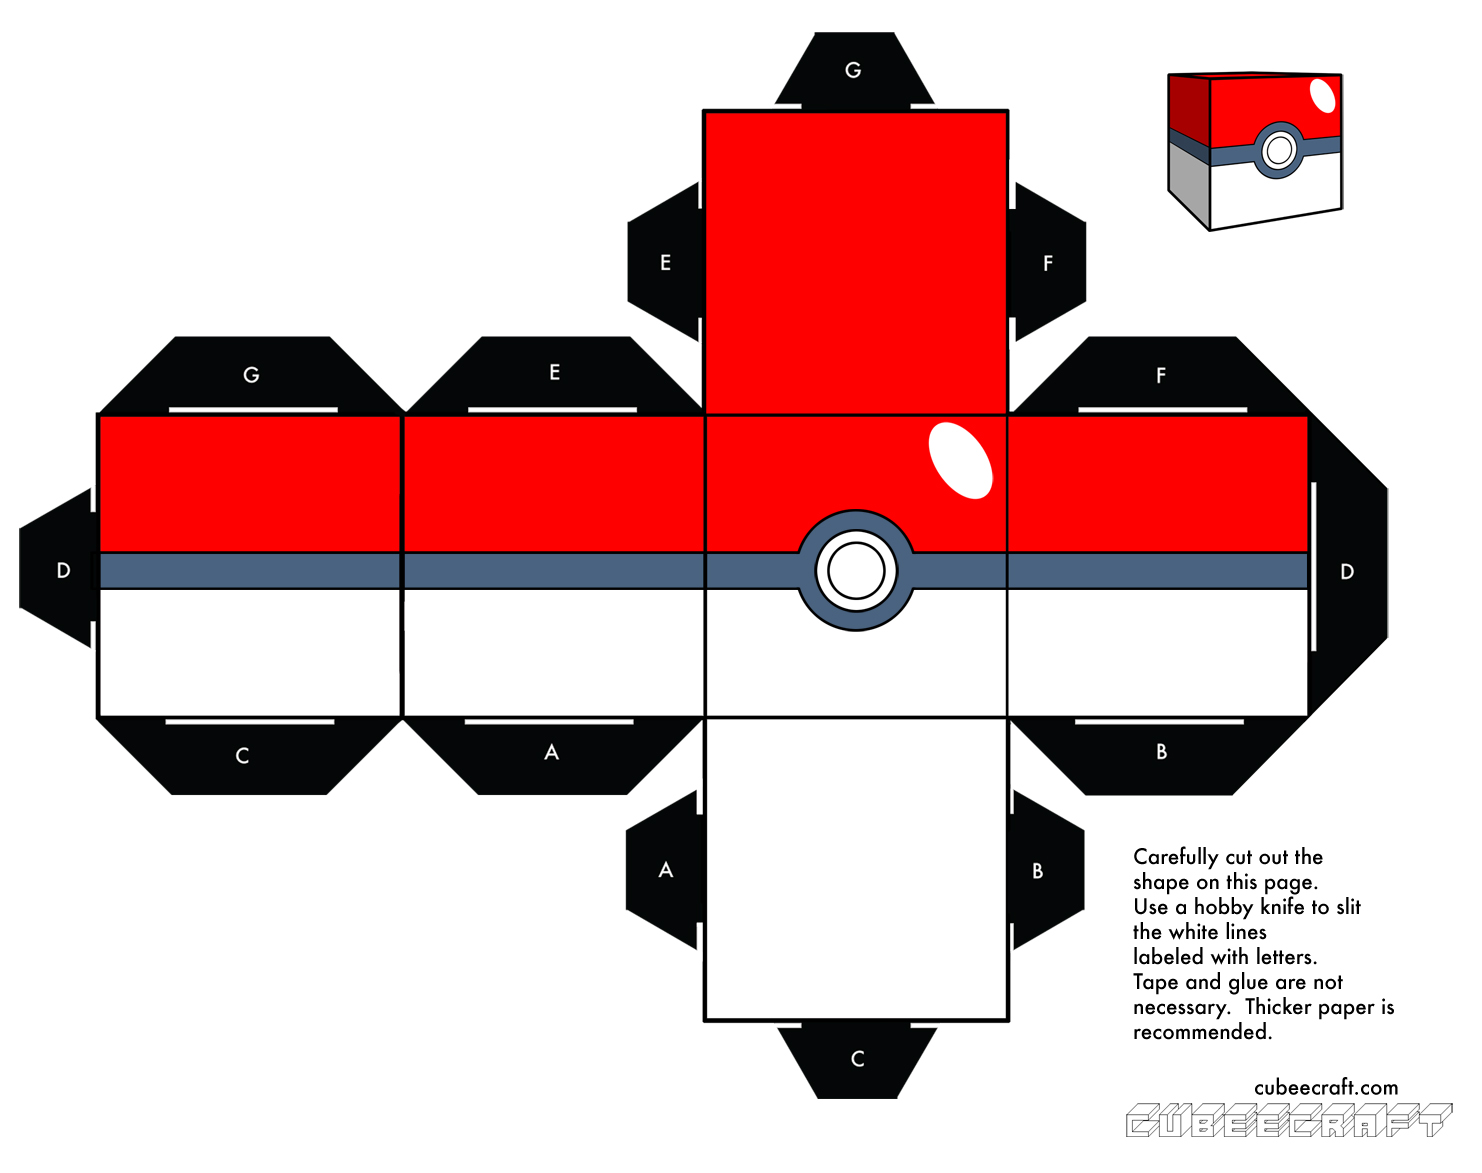 G
E
F
G
E
F
D
D
C
A
B
A
B
C
Carefully cut out the
shape on this page.
Use a hobby knife to slit
the white lines
labeled with letters.
Tape and glue are not
necessary.  Thicker paper is
recommended.
cubeecraft.com
CUBEECRAFT